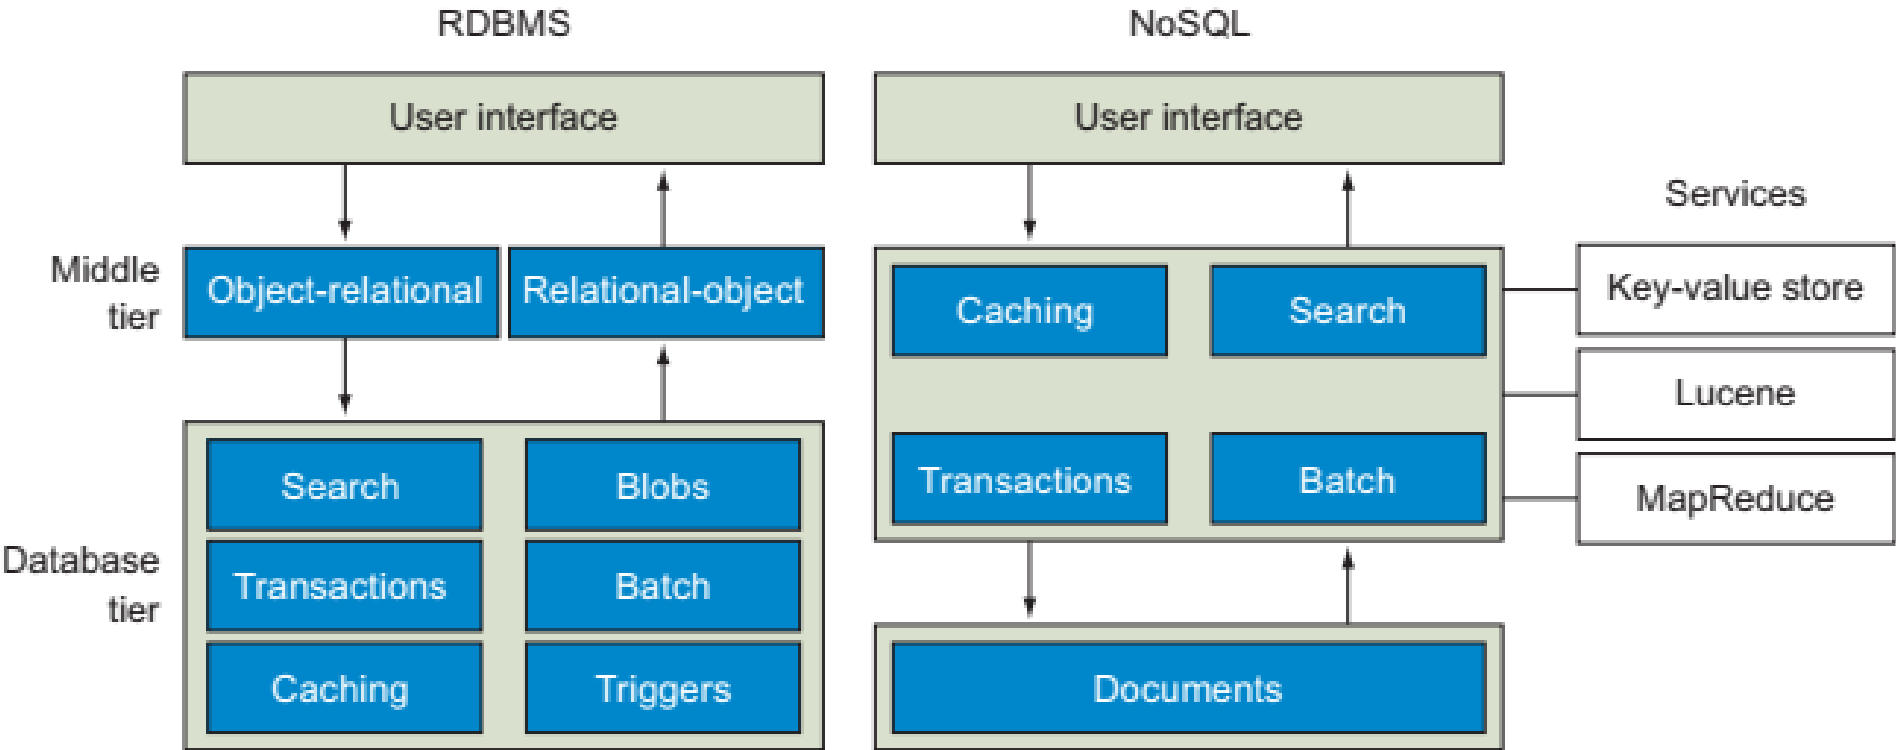 RDBMS
User interface
Middle
tier
Object-relational
Relational-object
Database
tier
Search
Blobs
Transactions
Batch
Caching
Triggers
NoSQL
User interface
Caching
Search
Transactions
Batch
Documents
Services
Key-value store
Lucene
MapReduce